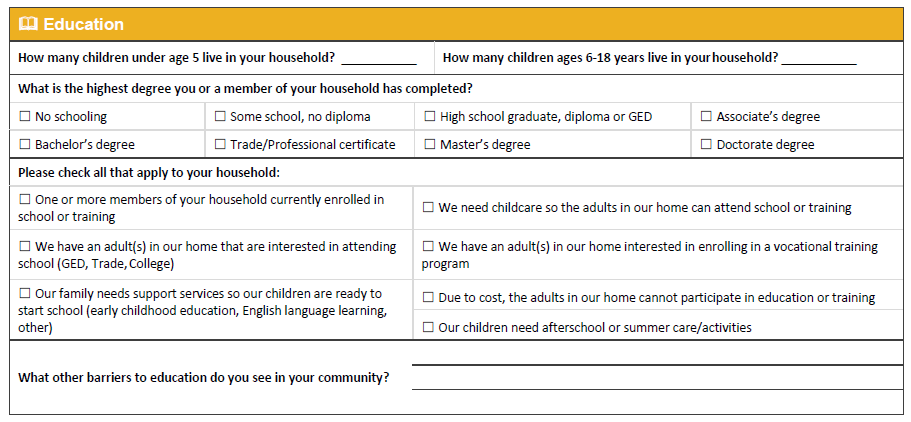 Education
How many children under age 5 live in your household? ____________ How many children ages 6-18 years live in your household? ____________
What is the highest degree you or a member of your household has completed?
☐ No schooling ☐ Some school, no diploma ☐ High school graduate, diploma or GED ☐ Associate's degree
☐ Bachelor's degree ☐ Trade/Professional certificate ☐ Master's degree ☐ Doctorate degree
Please check all that apply to your household:
☐ One or more members of your household currently enrolled in
school or training
☐ We need childcare so the adults in our home can attend school or training
☐ We have an adult(s) in our home that are interested in attending
school (GED, Trade, College)
☐ We have an adult(s) in our home interested in enrolling in a vocational training
program
☐ Our family needs support services so our children are ready to
start school (early childhood education, English language learning,
other)
☐ Due to cost, the adults in our home cannot participate in education or training
☐ Our children need afterschool or summer care/activities
What other barriers to education do you see in your community?